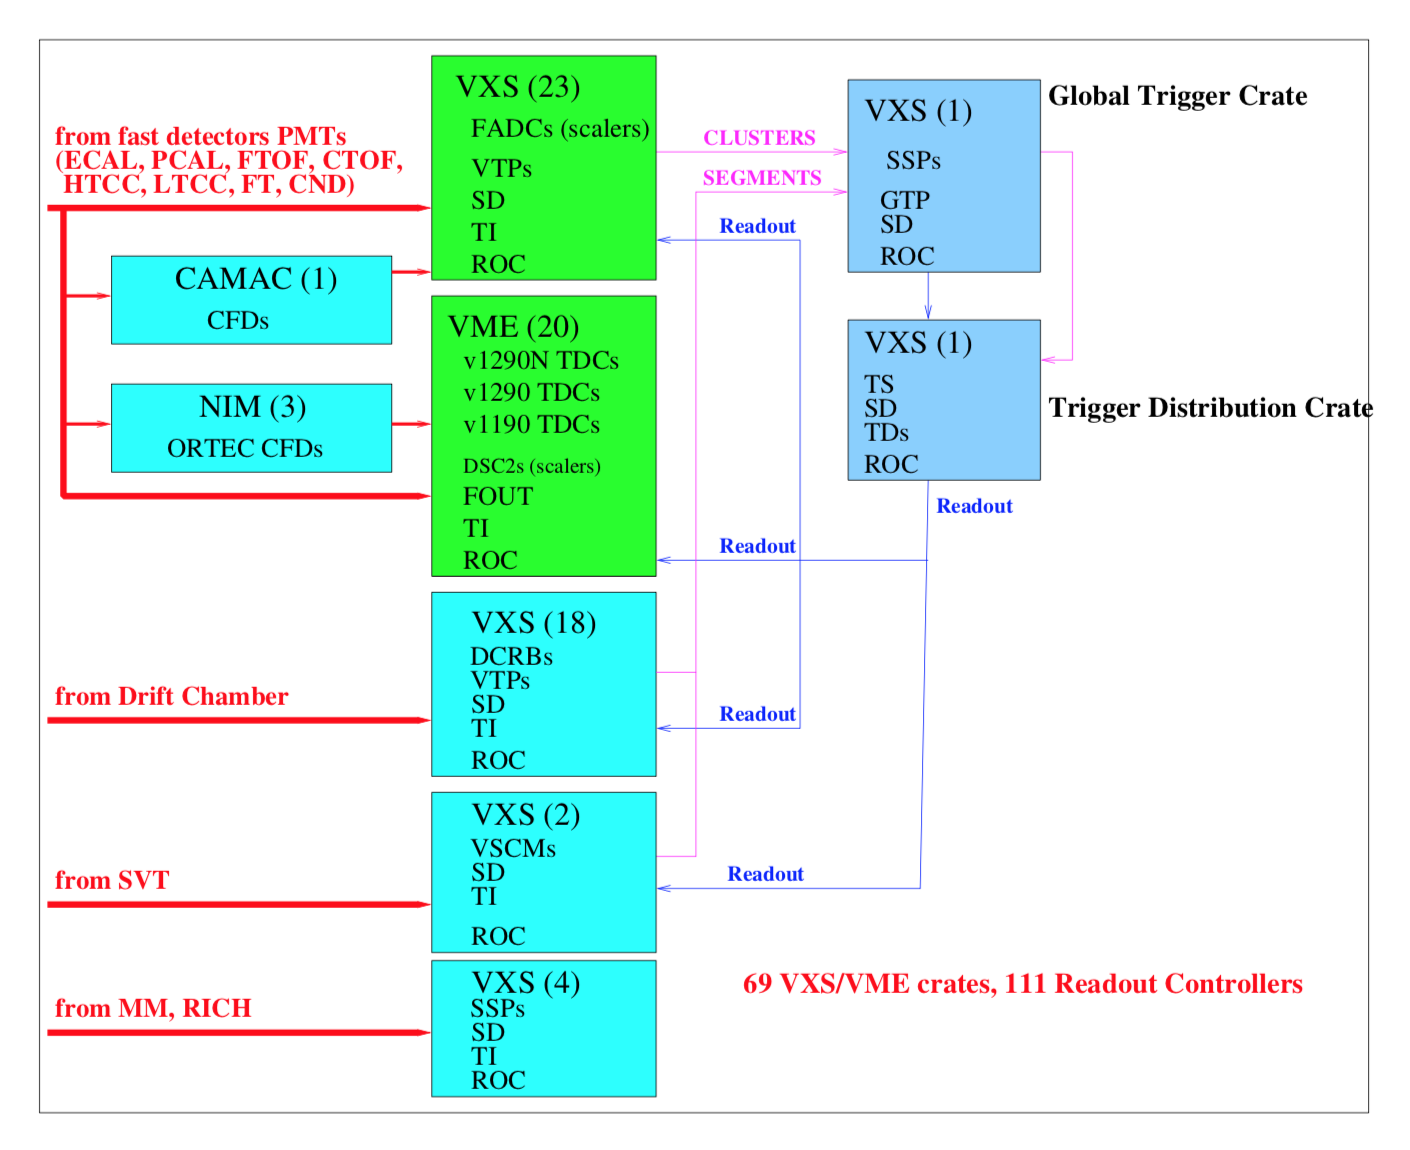 from fast detectors PMTs
(ECAL, PCAL, FTOF, CTOF,
HTCC, LTCC, FT, CND)
CAMAC (1)
CFDs
NIM (3)
ORTEC CFDs
from Drift Chamber
from SVT
from MM, RICH
VXS (23)
FADCs (scalers)
VTPs
SD
TI
ROC
VME (20)
v1290N TDCs
v1290 TDCs
v1190 TDCs
DSC2s (scalers)
FOUT
TI
ROC
VXS (18)
DCRBs
VTPs
SD
TI
ROC
VXS (2)
VSCMs
SD
TI
ROC
VXS (4)
SSPs
SD
TI
ROC
CLUSTERS
SEGMENTS
Readout
Readout
Readout
Readout
VXS (1)
SSPs
GTP
SD
ROC
Global Trigger Crate
VXS (1)
TS
SD
TDs
ROC
Trigger Distribution Crate
Readout
69 VXS/VME crates, 111 Readout Controllers